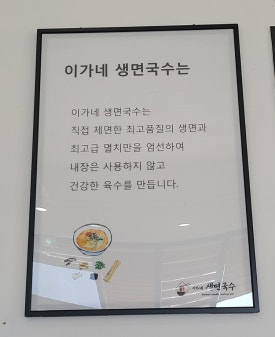 이가네 생면국수는
이가네 생면국수는
직접 제면한 최고품질의 생면과
최고급 멸치만을 엄선하여
내장은 사용하지 않고
건강한 육수를 만듭니다.
이가네 생면국수